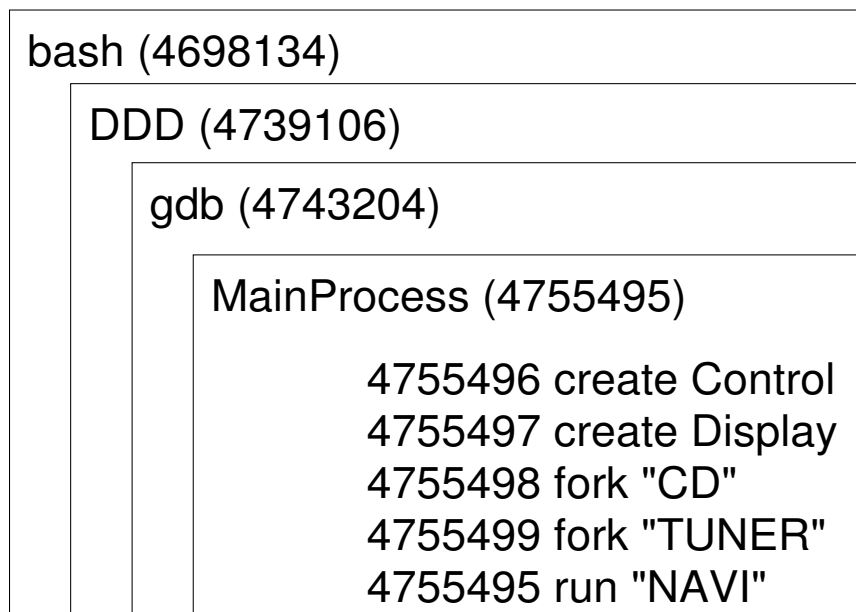 bash (4698134)
DDD (4739106)
gdb (4743204)
MainProcess (4755495)
4755496 create Control
4755497 create Display
4755498 fork "CD"
4755499 fork "TUNER"
4755495 run "NAVI"